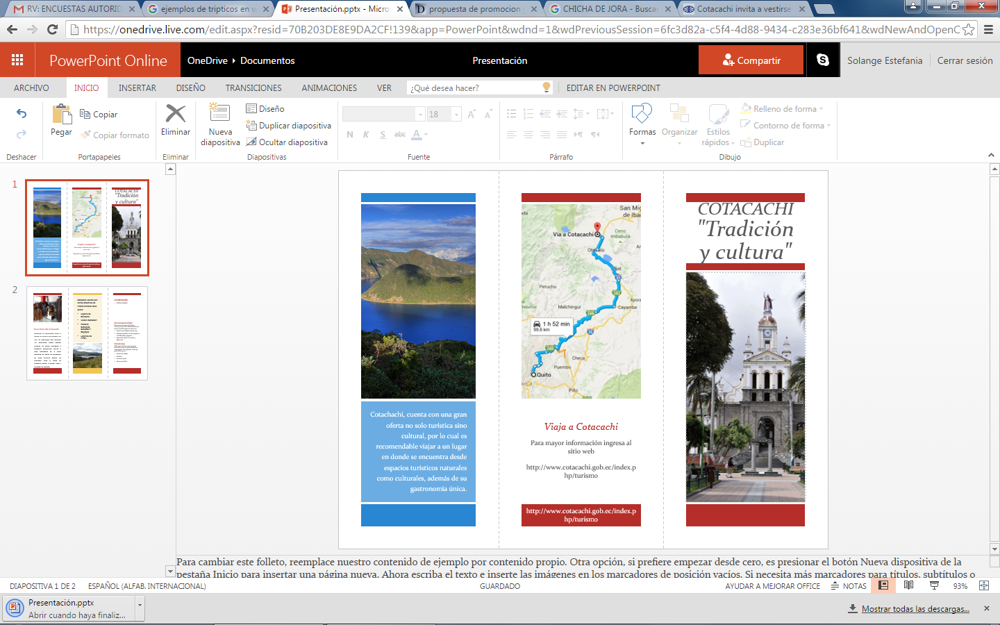 RV: ENCUESTAS AUTORID
ejemplos de tripticos en w
Presentación.pptx - Micro
propuesta de promocion
CHICHA DE JORA - Buscar
Cotacachi invita a vestirse
https://onedrive.live.com/edit.aspx?resid=70B203DE8E9DA2CF!139&app=PowerPoint&wdnd=1&wdPreviousSession=6fc3d82a-c5f4-4d88-9434-c283e36bf641&wdNewAndOpenC
PowerPoint Online
OneDrive
Documentos
Presentación
Compartir
Solange Estefania
Cerrar sesión
ARCHIVO
INICIO
INSERTAR
DISEÑO
TRANSICIONES
ANIMACIONES
VER
¿Qué desea hacer?
EDITAR EN POWERPOINT
Pegar
Copiar
Copiar formato
Eliminar
Nueva
diapositiva
Diseño
Duplicar diapositiva
Ocultar diapositiva
18
N K S abc A
Formas
Organizar
Estilos
rápidos
Relleno de forma
Contorno de forma
Duplicar
Deshacer
Portapapeles
Eliminar
Diapositivas
Fuente
Párrafo
Dibujo
1
COTACACHI
"Tradición
y cultura"
2
Cotachachi, cuenta con una gran
oferta no solo turística sino
cultural, por lo cual es
recomendable viajar a un lugar
en donde se encuentra desde
espacios turísticos naturales
como culturales, además de su
gastronomía única.
San Mig
de Ibar
Vía a Cotacachi
Cerro
Imbabura
Otavalo
Perucho
Malchingui
Cayambe
Ayora
1 h 52 min
99,6 km
Checa
Puembo
Quito
Pifo
Viaja a Cotacachi
Para mayor información ingresa al
sitio web
http://www.cotacachi.gob.ec/index.p
hp/turismo
http://www.cotacachi.gob.ec/index.p
hp/turismo
COTACACHI
"Tradición
y cultura"
Para cambiar este folleto, reemplace nuestro contenido de ejemplo por contenido propio. Otra opción, si prefiere empezar desde cero, es presionar el botón Nueva dispositiva de la
pestaña Inicio para insertar una página nueva. Ahora escriba el texto e inserte las imágenes en los marcadores de posición vacíos. Si necesita más marcadores para títulos, subtítulos o
DIAPOSITIVA 1 DE 2
ESPAÑOL (ALFAB. INTERNACIONAL)
GUARDADO
AYUDAR A MEJORAR OFFICE
NOTAS
93%
Presentación.pptx
Abrir cuando haya finaliz...
Mostrar todas las descargas...